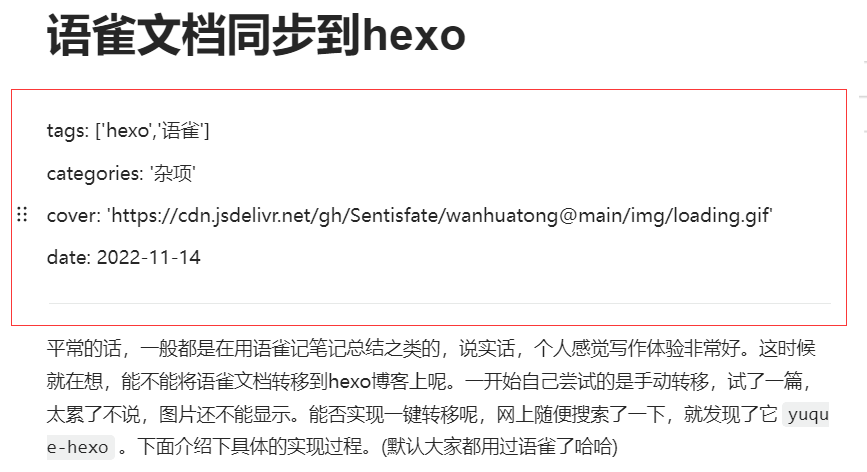 语雀文档同步到hexo
tags: ['hexo','语雀']
categories: '杂项'
cover: 'https://cdn.jsdelivr.net/gh/Sentisfate/wanhuatong@main/img/loading.gif'
date: 2022-11-14
平常的话，一般都是在用语雀记笔记总结之类的，说实话，个人感觉写作体验非常好。这时候
就在想，能不能将语雀文档转移到hexo博客上呢。一开始自己尝试的是手动转移，试了一篇，
太累了不说，图片还不能显示。能否实现一键转移呢，网上随便搜索了一下，就发现了它 yuqu
e-hexo 。下面介绍下具体的实现过程。(默认大家都用过语雀了哈哈)